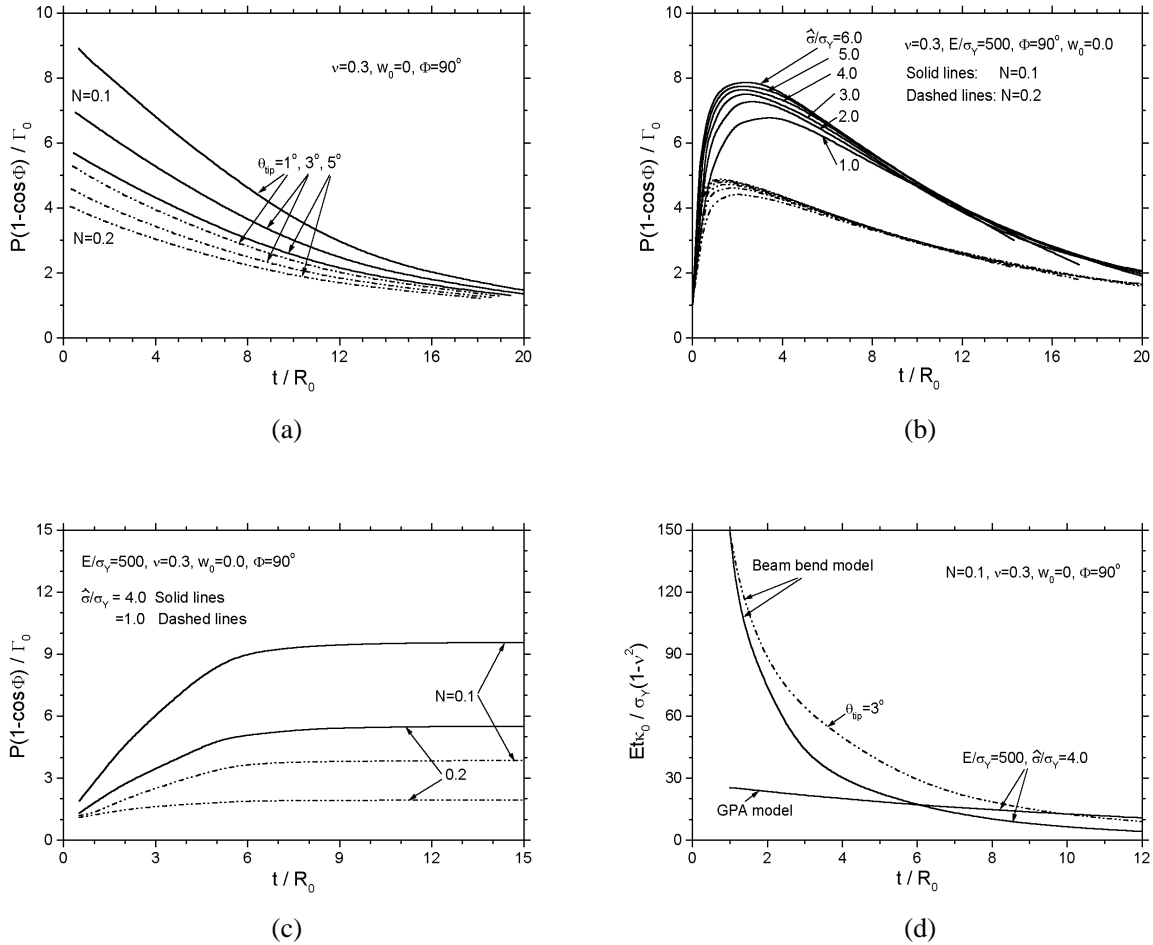 10
8
6
4
2
0
P(1-cosΦ) / Γ₀
ν=0.3, w₀=0, Φ=90°
N=0.1
θtip=1°, 3°, 5°
N=0.2
0 4 8 12 16 20
t / R₀
(a)
10
8
6
4
2
0
P(1-cosΦ) / Γ₀
σ̂/σY=6.0
5.0
4.0
3.0
2.0
1.0
ν=0.3, E/σY=500, Φ=90°, w₀=0.0
Solid lines: N=0.1
Dashed lines: N=0.2
0 4 8 12 16 20
t / R₀
(b)
15
12
9
6
3
0
P(1-cosΦ) / Γ₀
E/σY=500, ν=0.3, w₀=0.0, Φ=90°
σ̂/σY = 4.0 Solid lines
=1.0 Dashed lines
N=0.1
0.2
0 3 6 9 12 15
t / R₀
(c)
150
120
90
60
30
0
Etκ₀ / σY(1-ν²)
Beam bend model
N=0.1, ν=0.3, w₀=0, Φ=90°
θtip=3°
E/σY=500, σ̂/σY=4.0
GPA model
0 2 4 6 8 10 12
t / R₀
(d)